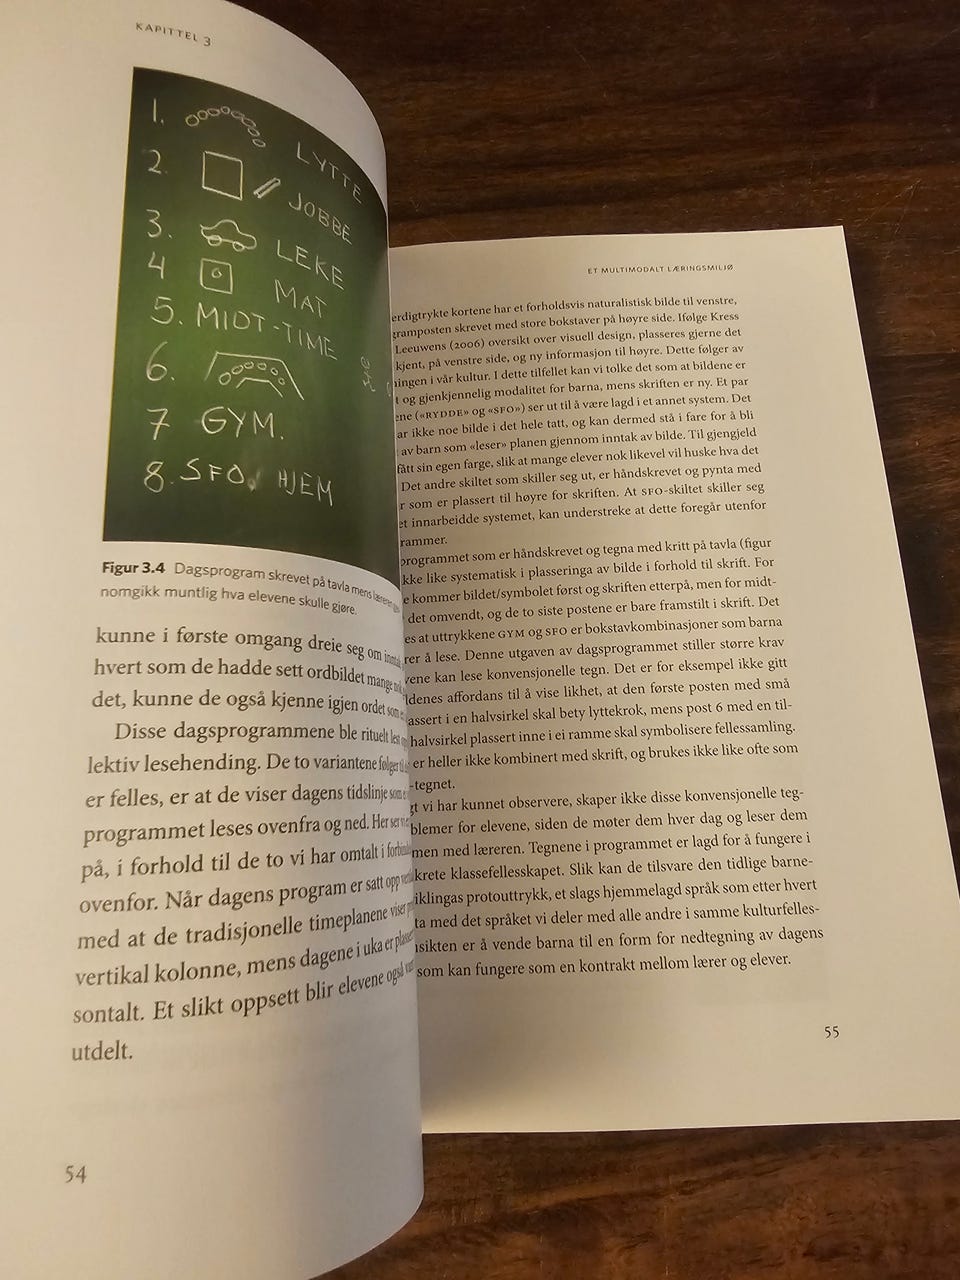 KAPITTEL 3
1. LYTTE
2. JOBBE
3. LEKE
4 MAT
5. MIDT-TIME
6.
7 GYM.
8. SFO HJEM
Figur 3.4 Dagsprogram skrevet på tavla mens læreren
nomgikk muntlig hva elevene skulle gjøre.
kunne i første omgang dreie seg om
hvert som de hadde sett ordbildet mange
det, kunne de også kjenne igjen ordet som
Disse dagsprogrammene ble rituelt lest
lektiv lesehending. De to variantene følger
er felles, er at de viser dagens tidslinje som
programmet leses ovenfra og ned. Her ser vi
på, i forhold til de to vi har omtalt i
ovenfor. Når dagens program er satt opp
med at de tradisjonelle timeplanene viser
vertikal kolonne, mens dagene i uka er
sontalt. Et slikt oppsett blir elevene også
utdelt.
54
ET MULTIMODALT LÆRINGSMILJØ
erdigtrykte kortene har et forholdsvis naturalistisk bilde til venstre,
gramposten skrevet med store bokstaver på høyre side. Ifølge Kress
Leeuwens (2006) oversikt over visuell design, plasseres gjerne det
kjent, på venstre side, og ny informasjon til høyre. Dette følger av
ningen i vår kultur. I dette tilfellet kan vi tolke det som at bildene er
t og gjenkjennelig modalitet for barna, mens skriften er ny. Et par
ene («RYDDE» og «SFO») ser ut til å være lagd i et annet system. Det
ar ikke noe bilde i det hele tatt, og kan dermed stå i fare for å bli
av barn som «leser» planen gjennom inntak av bilde. Til gjengjeld
fått sin egen farge, slik at mange elever nok likevel vil huske hva det
Det andre skiltet som skiller seg ut, er håndskrevet og pynta med
r som er plassert til høyre for skriften. At SFO-skiltet skiller seg
et innarbeidde systemet, kan understreke at dette foregår utenfor
rammer.
programmet som er håndskrevet og tegna med kritt på tavla (figur
kke like systematisk i plasseringa av bilde i forhold til skrift. For
e kommer bildet/symbolet først og skriften etterpå, men for midt-
det omvendt, og de to siste postene er bare framstilt i skrift. Det
es at uttrykkene GYM og SFO er bokstavkombinasjoner som barna
rer å lese. Denne utgaven av dagsprogrammet stiller større krav
vene kan lese konvensjonelle tegn. Det er for eksempel ikke gitt
ldenes affordans til å vise likhet, at den første posten med små
assert i en halvsirkel skal bety lyttekrok, mens post 6 med en til-
halvsirkel plassert inne i ei ramme skal symbolisere fellessamling.
er heller ikke kombinert med skrift, og brukes ikke like ofte som
-tegnet.
gt vi har kunnet observere, skaper ikke disse konvensjonelle teg-
blemer for elevene, siden de møter dem hver dag og leser dem
men med læreren. Tegnene i programmet er lagd for å fungere i
krete klassefellesskapet. Slik kan de tilsvare den tidlige barne-
iklingas protouttrykk, et slags hjemmelagd språk som etter hvert
ta med det språket vi deler med alle andre i samme kulturfelles-
nsikten er å vende barna til en form for nedtegning av dagens
som kan fungere som en kontrakt mellom lærer og elever.
55